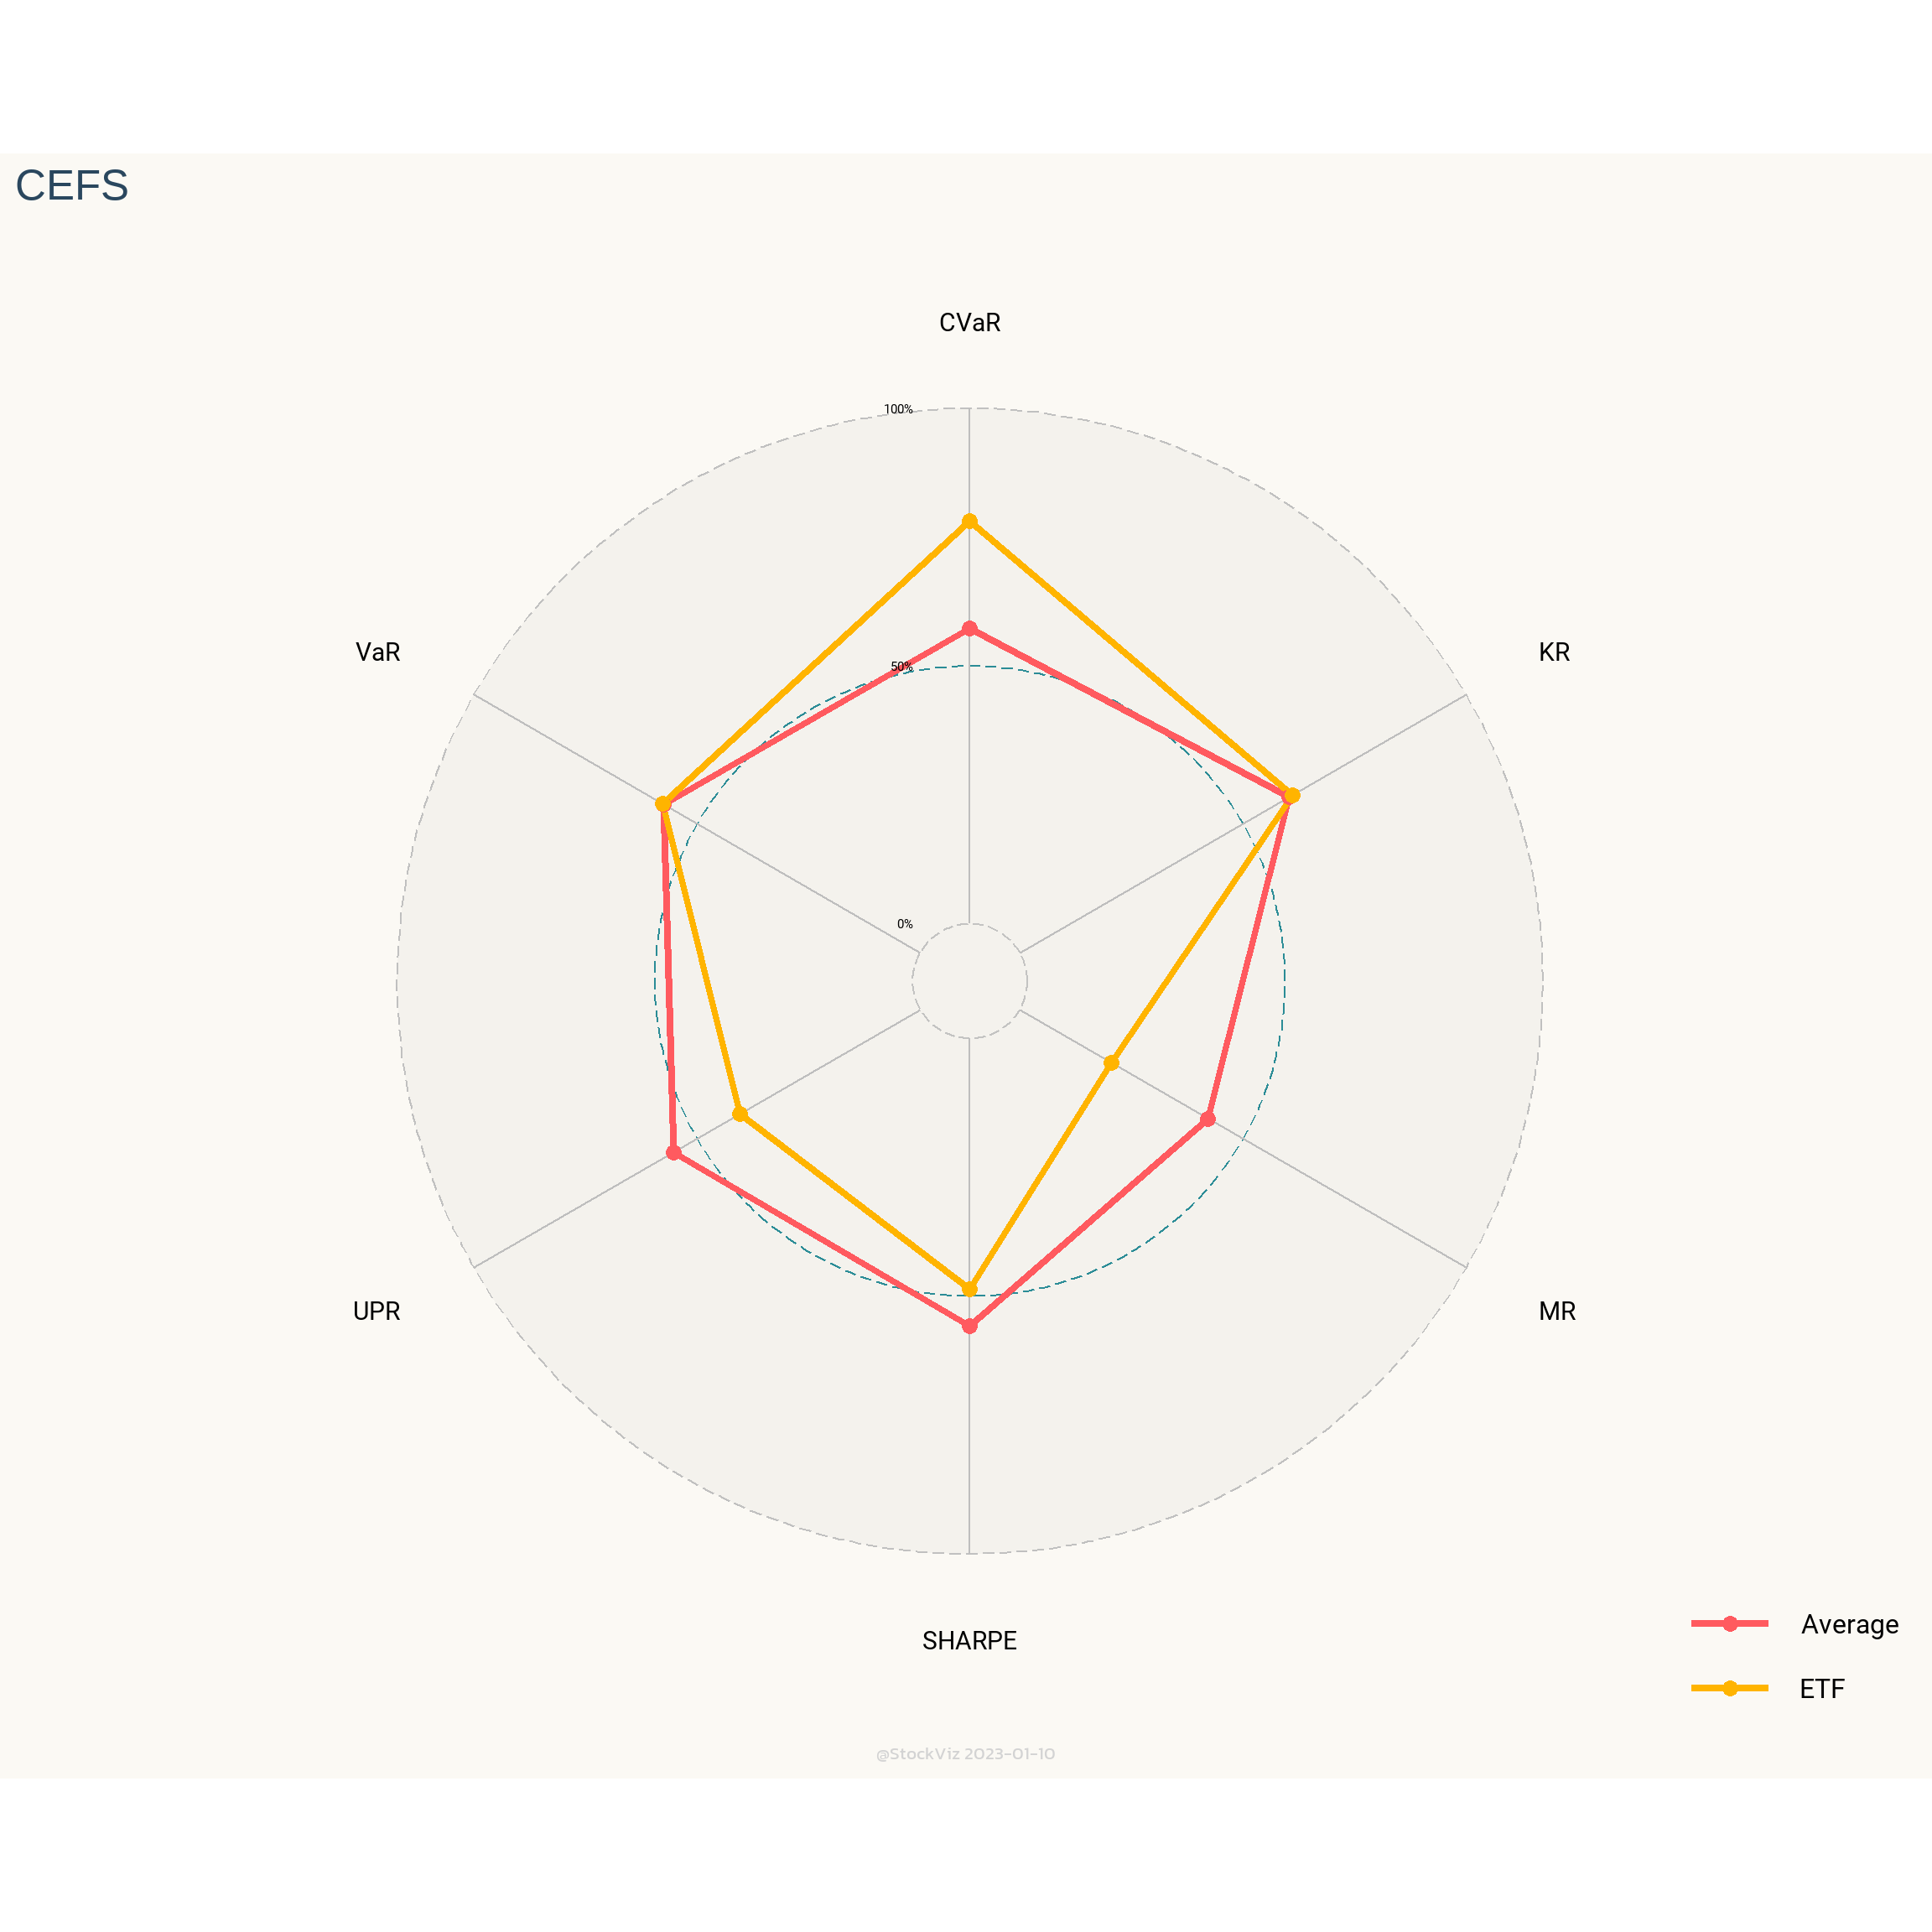 CEFS
CVaR
100%
KR
VaR
50%
0%
UPR
MR
SHARPE
Average
ETF
@StockViz 2023-01-10